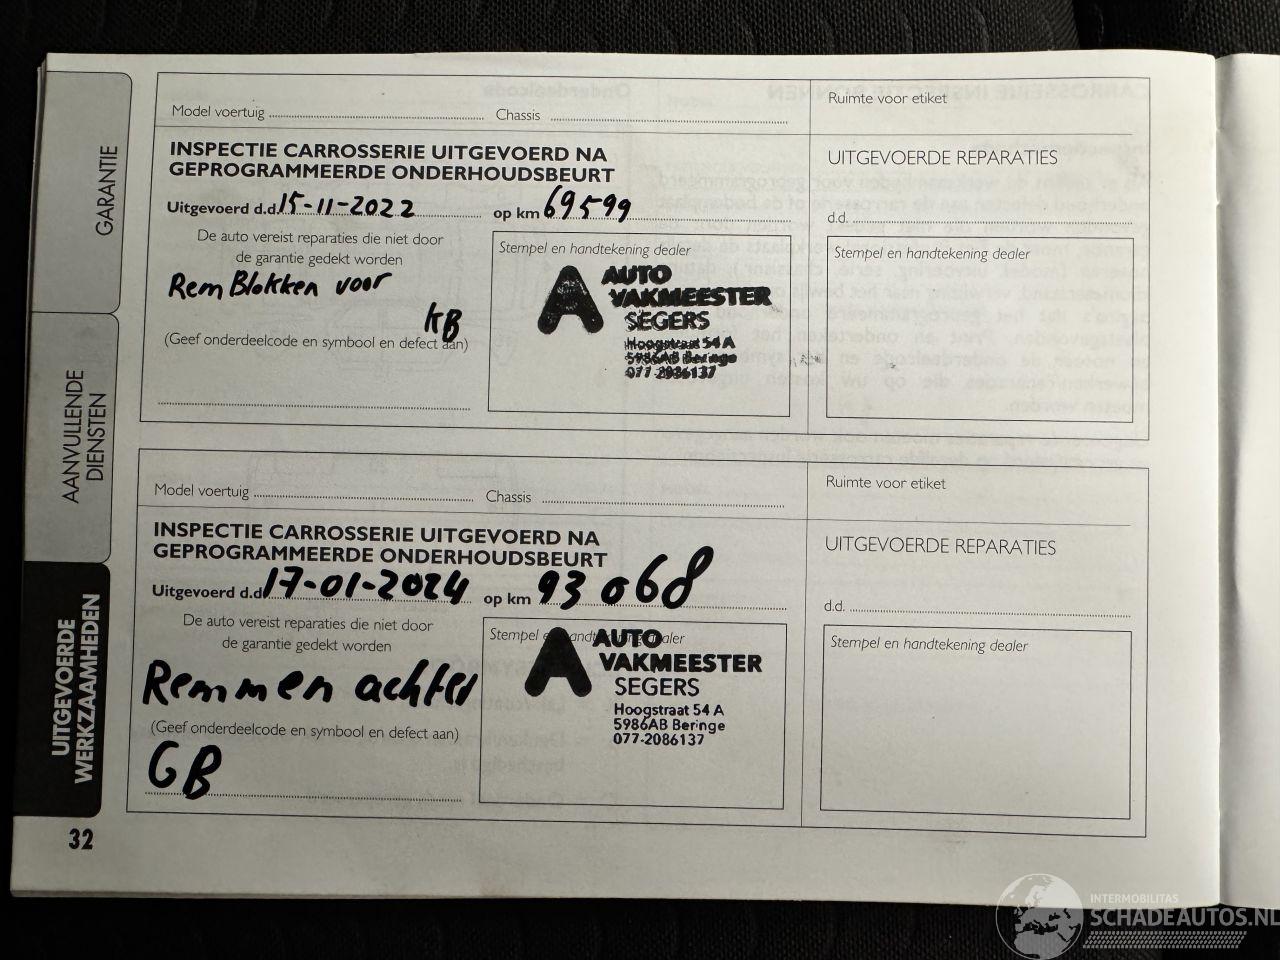 GARANTIE
AANVULLENDE
DIENSTEN
UITGEVOERDE
WERKZAAMHEDEN
32
Model voertuig
Chassis
Ruimte voor etiket
INSPECTIE CARROSSERIE UITGEVOERD NA
GEPROGRAMMEERDE ONDERHOUDSBEURT
UITGEVOERDE REPARATIES
Uitgevoerd d.d. 15-11-2022 op km 69599
d.d.
De auto vereist reparaties die niet door
de garantie gedekt worden
Rem Blokken voor
KB
(Geef onderdeelcode en symbool en defect aan)
Stempel en handtekening dealer
A AUTO
VAKMEESTER
SEGERS
Hoogstraat 54 A
5986AB Beringe
077-2086137
Stempel en handtekening dealer
Model voertuig
Chassis
Ruimte voor etiket
INSPECTIE CARROSSERIE UITGEVOERD NA
GEPROGRAMMEERDE ONDERHOUDSBEURT
UITGEVOERDE REPARATIES
Uitgevoerd d.d. 17-01-2024 op km 93068
d.d.
De auto vereist reparaties die niet door
de garantie gedekt worden
Remmen achter
(Geef onderdeelcode en symbool en defect aan)
GB
Stempel en handtekening dealer
A AUTO
VAKMEESTER
SEGERS
Hoogstraat 54 A
5986AB Beringe
077-2086137
Stempel en handtekening dealer
INTERMOBILITAS
SCHADEAUTOS.NL